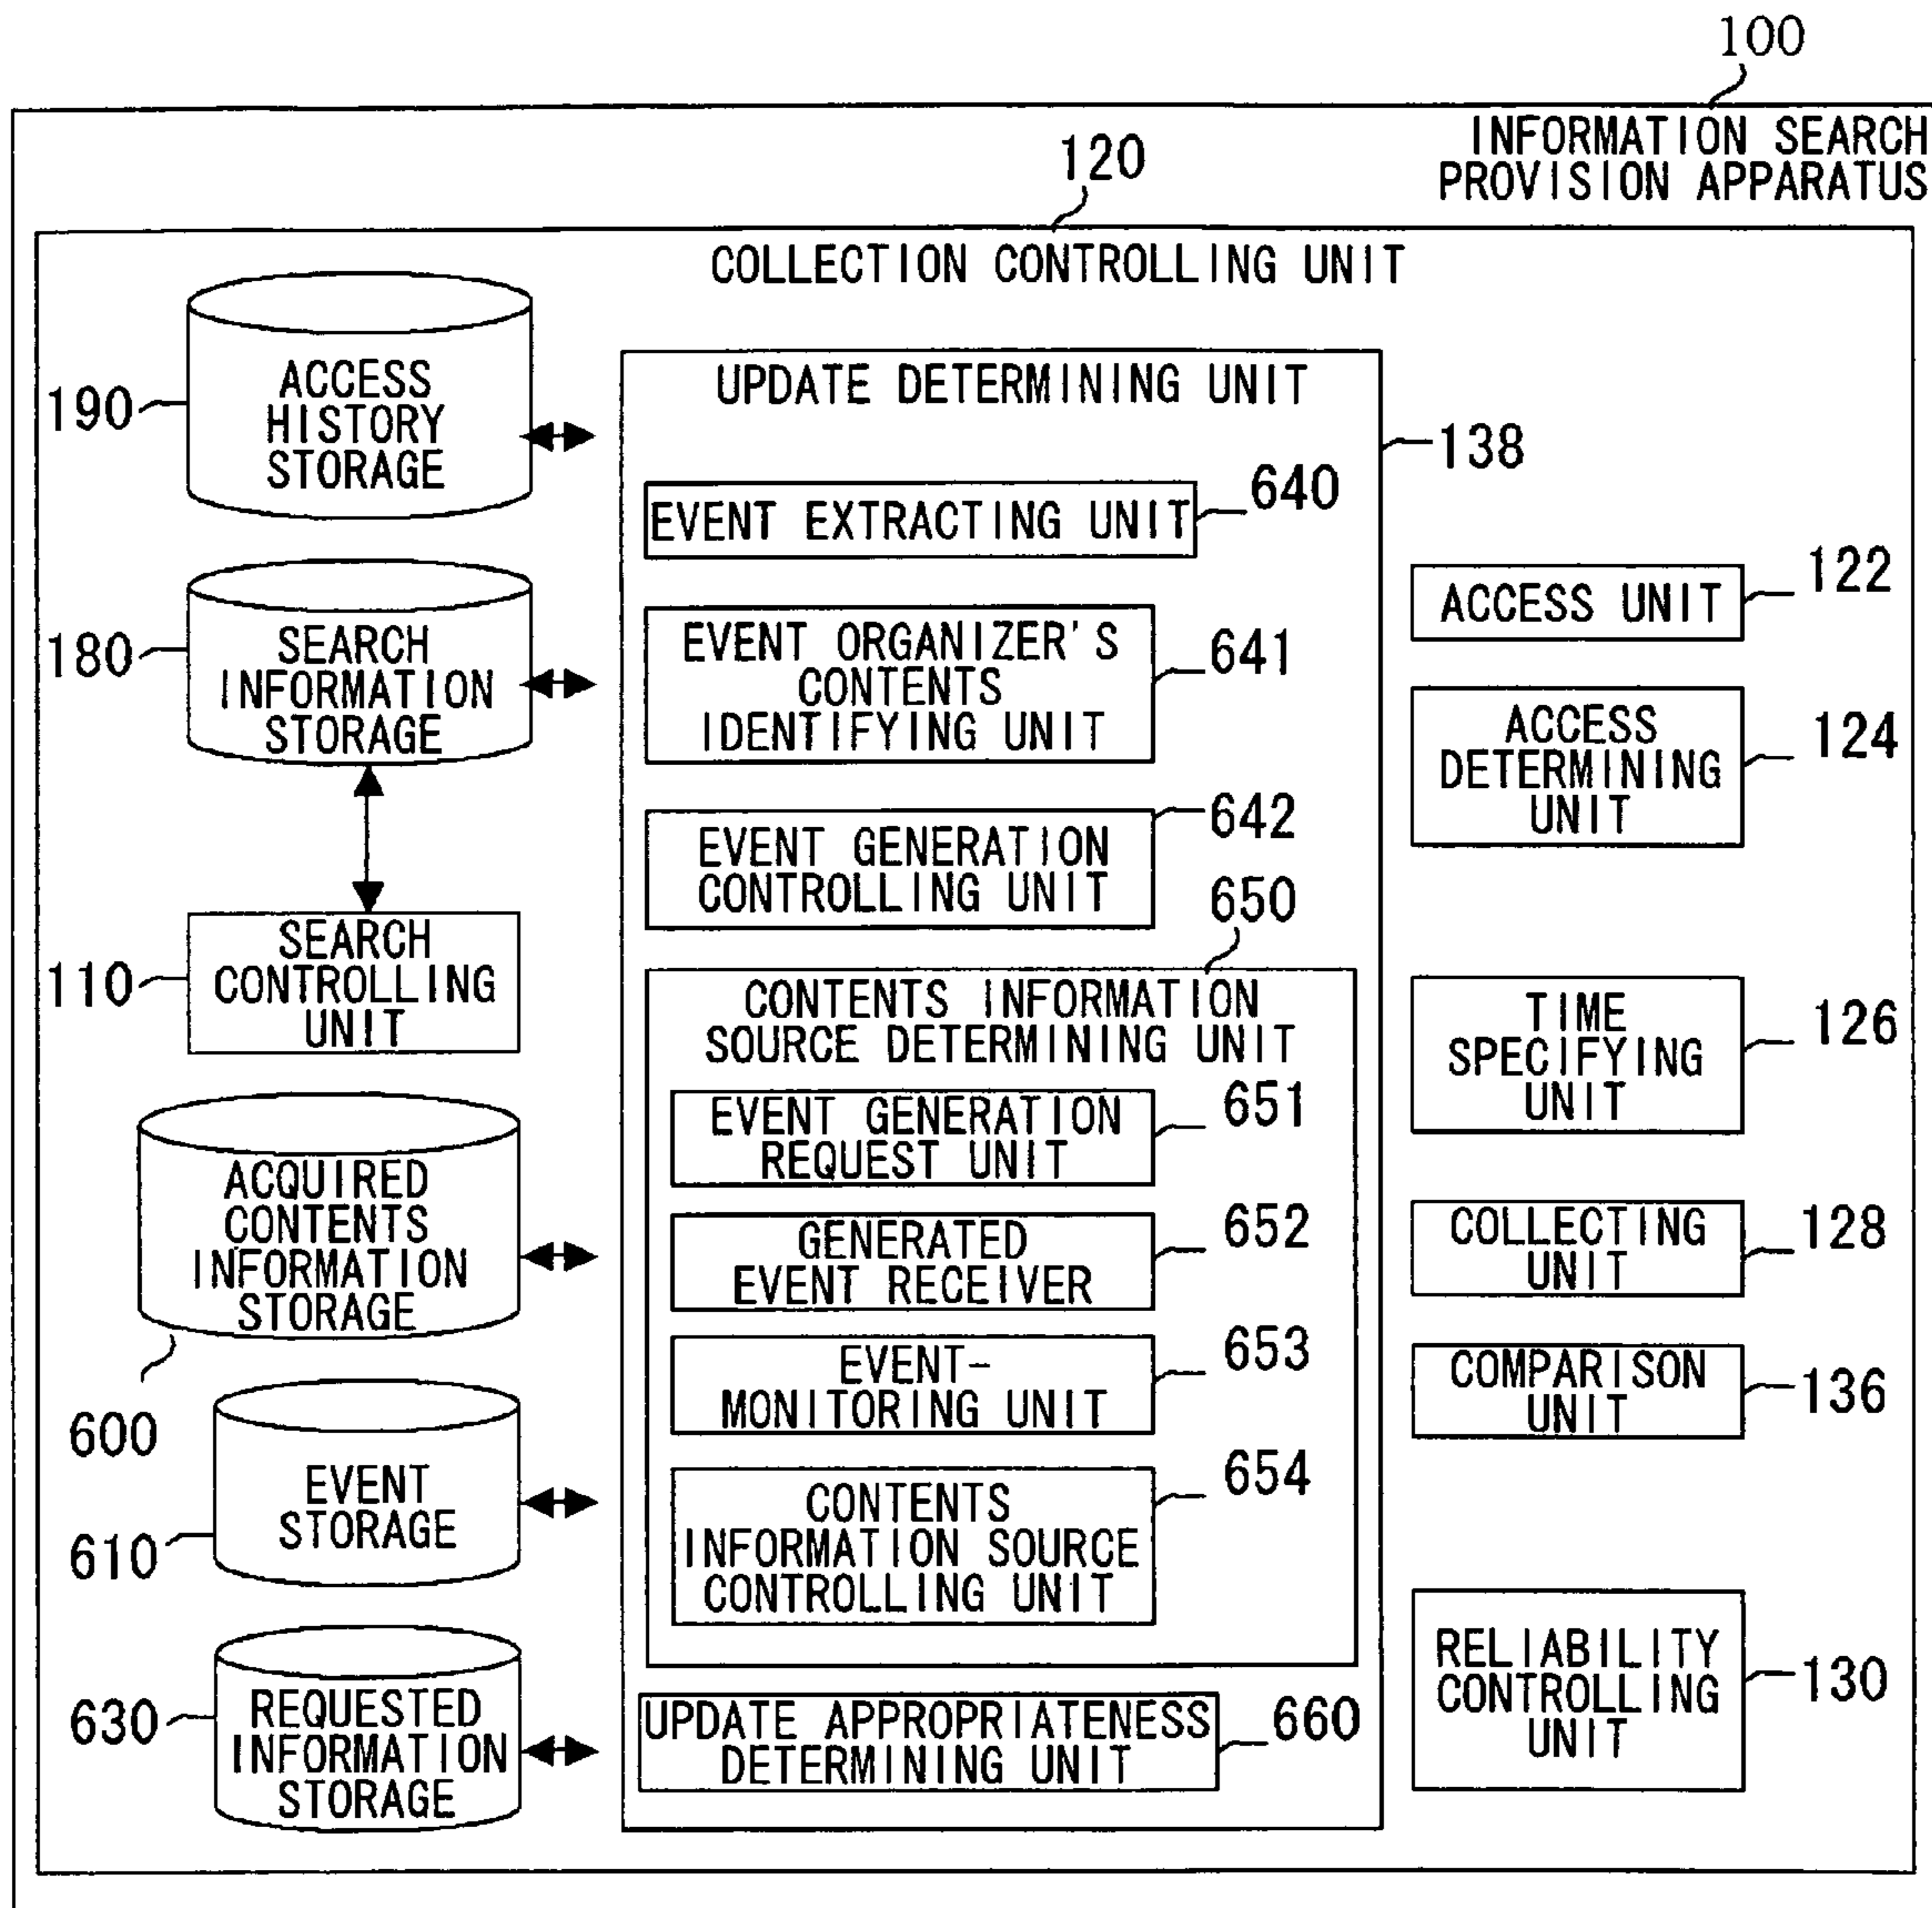 100
INFORMATION SEARCH
PROVISION APPARATUS
120
COLLECTION CONTROLLING UNIT
190
ACCESS
HISTORY
STORAGE
180
SEARCH
INFORMATION
STORAGE
110
SEARCH
CONTROLLING
UNIT
ACQUIRED
CONTENTS
INFORMATION
STORAGE
600
610
EVENT
STORAGE
630
REQUESTED
INFORMATION
STORAGE
UPDATE DETERMINING UNIT
138
EVENT EXTRACTING UNIT
640
EVENT ORGANIZER'S
CONTENTS
IDENTIFYING UNIT
641
EVENT GENERATION
CONTROLLING UNIT
642
650
CONTENTS INFORMATION
SOURCE DETERMINING UNIT
EVENT GENERATION
REQUEST UNIT
651
GENERATED
EVENT RECEIVER
652
EVENT-
MONITORING UNIT
653
CONTENTS
INFORMATION SOURCE
CONTROLLING UNIT
654
UPDATE APPROPRIATENESS
DETERMINING UNIT
660
ACCESS UNIT
122
ACCESS
DETERMINING
UNIT
124
TIME
SPECIFYING
UNIT
126
COLLECTING
UNIT
128
COMPARISON
UNIT
136
RELIABILITY
CONTROLLING
UNIT
130